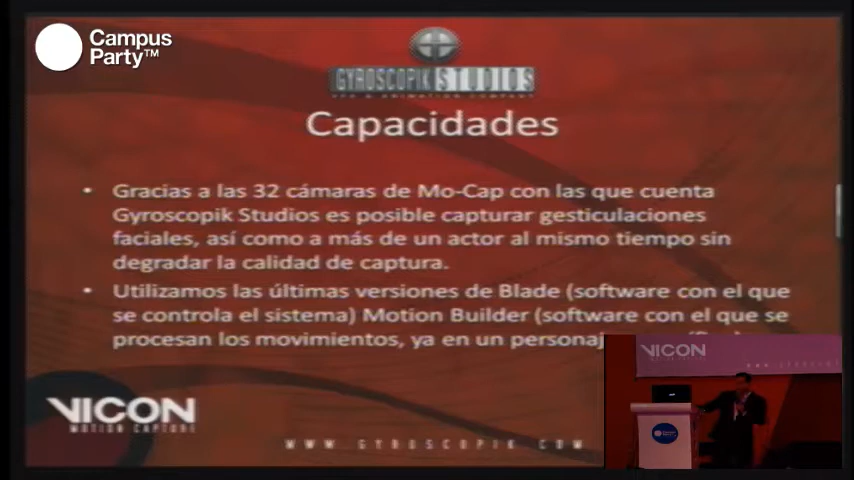 Campus
Party™
GYROSCOPIK STUDIOS
Capacidades
• Gracias a las 32 cámaras de Mo-Cap con las que cuenta
Gyroscopik Studios es posible capturar gesticulaciones
faciales, así como a más de un actor al mismo tiempo sin
degradar la calidad de captura.
• Utilizamos las últimas versiones de Blade (software con el que
se controla el sistema) Motion Builder (software con el que se
procesan los movimientos, ya en un
VICON
MOTION CAPTURE
WWW.GYROSCOPIK.COM
VICON